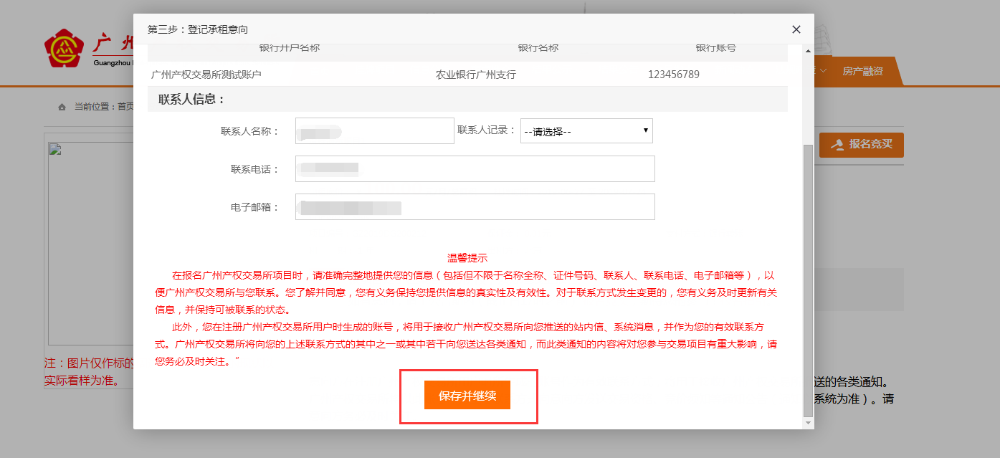 第三步：登记承租意向
广州
Guangzhou
房产融资
银行开户名称 银行名称 银行账号
广州产权交易所测试账户 农业银行广州支行 123456789
当前位置：首页
联系人信息：
联系人名称： 联系人记录： --请选择--
报名竞买
联系电话：
电子邮箱：
温馨提示
在报名广州产权交易所项目时，请准确完整地提供您的信息（包括但不限于名称全称、证件号码、联系人、联系电话、电子邮箱等），以
便广州产权交易所与您联系。您了解并同意，您有义务保持您提供信息的真实性及有效性。对于联系方式发生变更的，您有义务及时更新有关
信息，并保持可被联系的状态。
此外，您在注册广州产权交易所用户时生成的账号，将用于接收广州产权交易所向您推送的站内信、系统消息，并作为您的有效联系方
式。广州产权交易所将向您的上述联系方式的其中之一或其中若干向您送达各类通知，而此类通知的内容将对您参与交易项目有重大影响，请
您务必及时关注。”
注：图片仅作标的
实际看样为准。
送的各类通知。
系统为准）。请
保存并继续